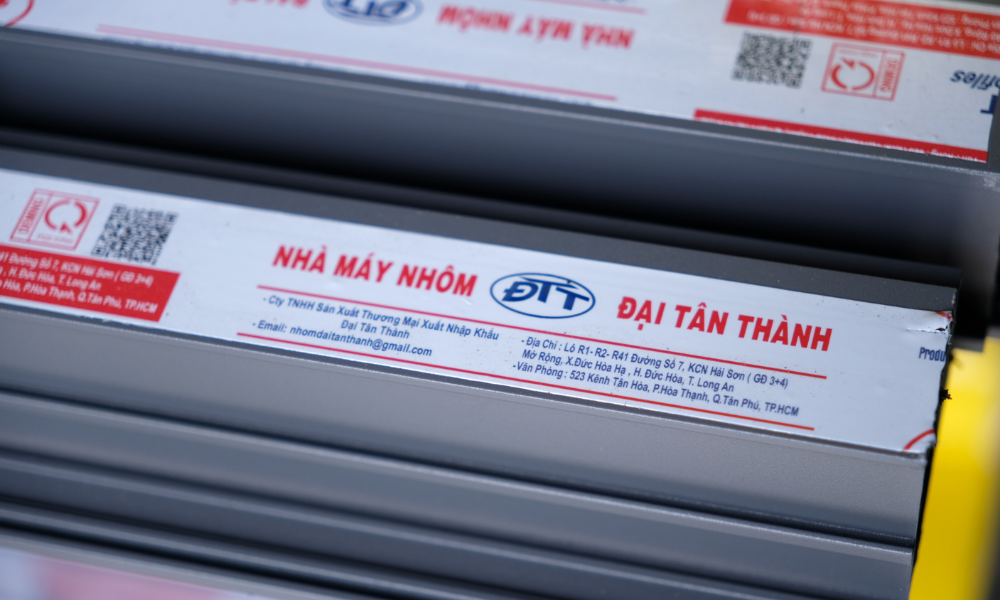 NHÀ MÁY NHÔM
ĐTT
ĐẠI TÂN THÀNH
- Cty TNHH Sản Xuất Thương Mại Xuất Nhập Khẩu
Đại Tân Thành
- Email: nhomdaitanthanh@gmail.com
- Địa Chỉ : Lô R1- R2- R41 Đường Số 7, KCN Hải Sơn ( GĐ 3+4)
Mở Rộng, X.Đức Hòa Hạ , H. Đức Hòa, T. Long An
-Văn Phòng : 523 Kênh Tân Hóa, P.Hòa Thạnh, Q.Tân Phú, TP.HCM
41 Đường Số 7, KCN Hải Sơn ( GĐ 3+4)
, H. Đức Hòa, T. Long An
Hóa, P.Hòa Thạnh, Q.Tân Phú, TP.HCM
Produ
NHÀ MÁY NHÔM
ĐTT